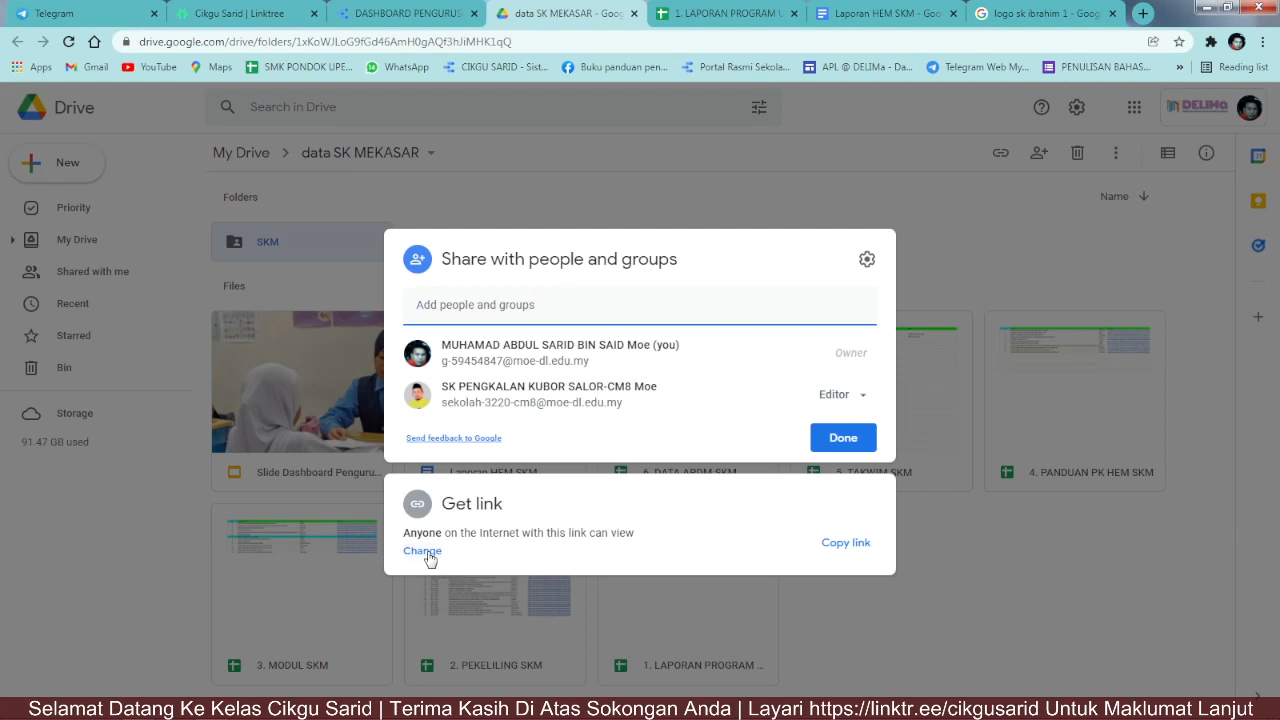 Telegram
Cikgu Sarid | Linktree
DASHBOARD PENGURUS
data SK MEKASAR - Goo
1. LAPORAN PROGRAM U
Laporan HEM SKM - Goo
logo sk ibrahim 1 - Goog
drive.google.com/drive/folders/1xKoWJLoG9fGd46AmH0gAQf3hJiMHK1qQ
Apps
Gmail
YouTube
Maps
SMK PONDOK UPE...
WhatsApp
CIKGU SARID - Sist...
Buku panduan pen...
Portal Rasmi Sekola...
APL @ DELIMa - Da...
Telegram Web My...
PENULISAN BAHAS...
»
Reading list
Drive
Search in Drive
DELIMa
New
My Drive > data SK MEKASAR
Priority
My Drive
Shared with me
Recent
Starred
Bin
Storage
91.47 GB used
Folders
Name
SKM
Files
Share with people and groups
Add people and groups
MUHAMAD ABDUL SARID BIN SAID Moe (you)
g-59454847@moe-dl.edu.my
Owner
SK PENGKALAN KUBOR SALOR-CM8 Moe
sekolah-3220-cm8@moe-dl.edu.my
Editor
Send feedback to Google
Done
Slide Dashboard Penguru...
Laporan HEM SKM
6. DATA APDM SKM
5. TAKWIM SKM
4. PANDUAN PK HEM SKM
Get link
Anyone on the Internet with this link can view
Change
Copy link
3. MODUL SKM
2. PEKELILING SKM
1. LAPORAN PROGRAM ...
Selamat Datang Ke Kelas Cikgu Sarid | Terima Kasih Di Atas Sokongan Anda | Layari https://linktr.ee/cikgusarid Untuk Maklumat Lanjut